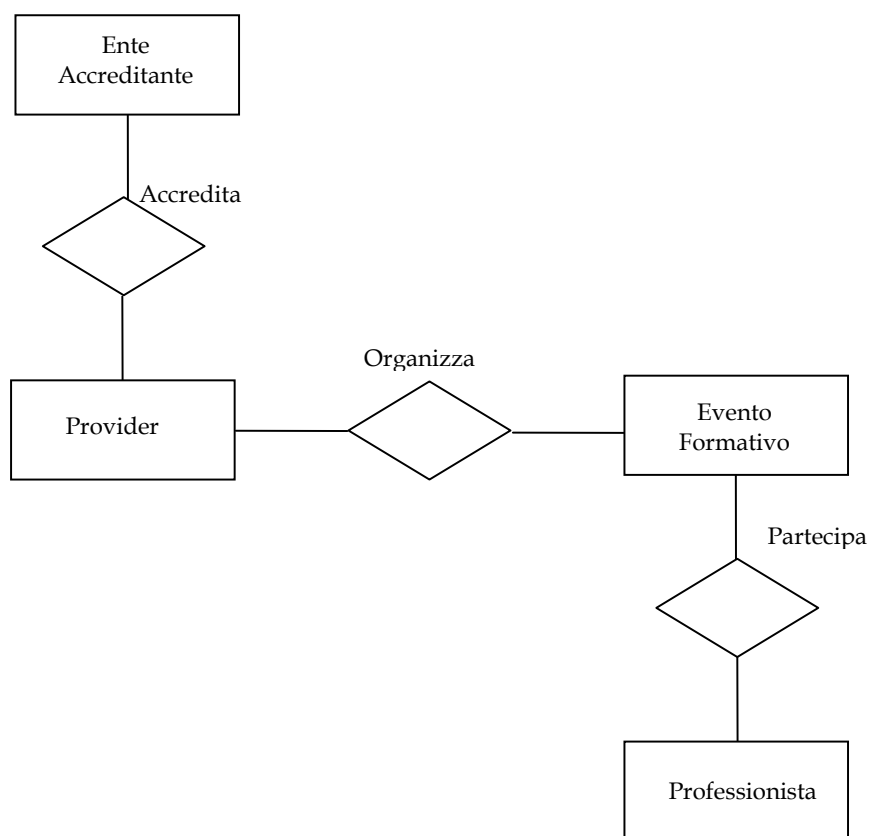 Ente
Accreditante
Accredita
Organizza
Provider
Evento
Formativo
Partecipa
Professionista